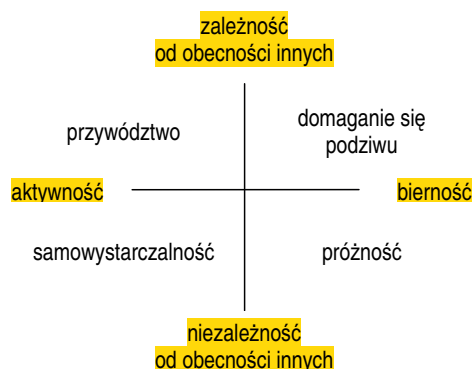 zależność
od obecności innych
przywództwo
domaganie się
podziwu
aktywność
bierność
samowystarczalność
próżność
niezależność
od obecności innych